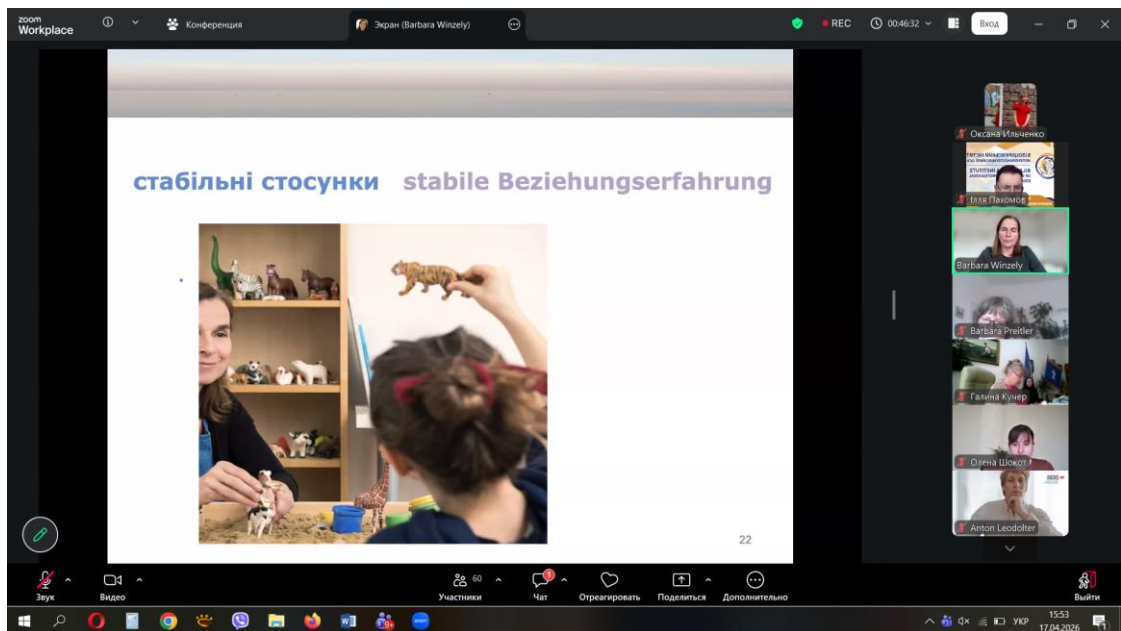 zoom
Workplace
Конференция
Экран (Barbara Winzely)
REC
00:46:32
Вход
стабільні стосунки stabile Beziehungserfahrung
22
Оксана Ильченко
Ілля Пахомов
Barbara Winzely
Barbara Preitler
Галина Кучер
Олена Шокот
Anton Leodolter
Звук
Видео
60
Участники
1
Чат
Отреагировать
Поделиться
Дополнительно
Выйти
УКР
15:53
17.04.2026